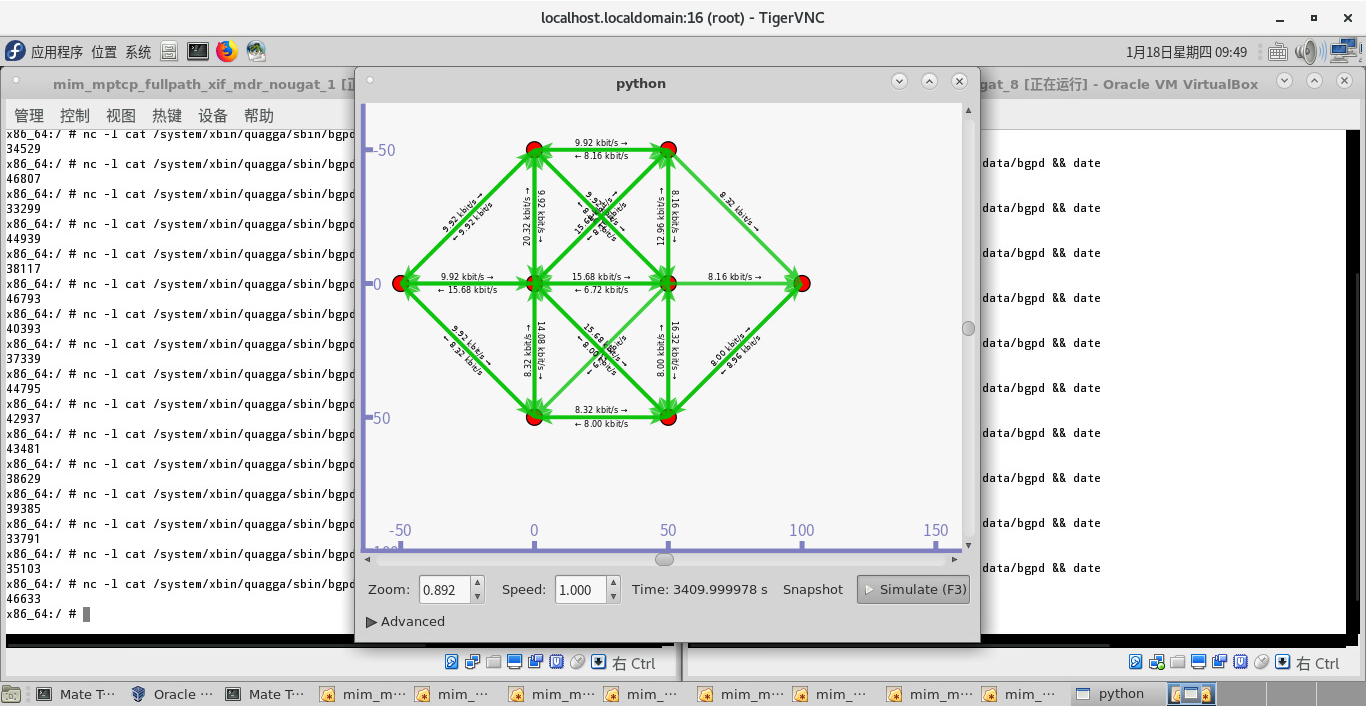 localhost.localdomain:16 (root) - TigerVNC
应用程序 位置 系统
1月18日星期四 09:49
mim_mptcp_fullpath_xif_mdr_nougat_1 [正
python
gat_8 [正在运行] - Oracle VM VirtualBox
管理 控制 视图 热键 设备 帮助
x86_64:/ # nc -l cat /system/xbin/quagga/sbin/bgpd
34529
x86_64:/ # nc -l cat /system/xbin/quagga/sbin/bgpd
46807
x86_64:/ # nc -l cat /system/xbin/quagga/sbin/bgpd
33299
x86_64:/ # nc -l cat /system/xbin/quagga/sbin/bgpd
44939
x86_64:/ # nc -l cat /system/xbin/quagga/sbin/bgpd
38117
x86_64:/ # nc -l cat /system/xbin/quagga/sbin/bgpd
46793
x86_64:/ # nc -l cat /system/xbin/quagga/sbin/bgpd
40393
x86_64:/ # nc -l cat /system/xbin/quagga/sbin/bgpd
37339
x86_64:/ # nc -l cat /system/xbin/quagga/sbin/bgpd
44795
x86_64:/ # nc -l cat /system/xbin/quagga/sbin/bgpd
42937
x86_64:/ # nc -l cat /system/xbin/quagga/sbin/bgpd
43481
x86_64:/ # nc -l cat /system/xbin/quagga/sbin/bgpd
38629
x86_64:/ # nc -l cat /system/xbin/quagga/sbin/bgpd
39385
x86_64:/ # nc -l cat /system/xbin/quagga/sbin/bgpd
33791
x86_64:/ # nc -l cat /system/xbin/quagga/sbin/bgpd
35103
x86_64:/ # nc -l cat /system/xbin/quagga/sbin/bgpd
46633
x86_64:/ #
-50
0
50
9.92 kbit/s →
← 8.16 kbit/s
9.92 kbit/s →
← 9.92 kbit/s
20.32 kbit/s →
9.92 kbit/s →
12.96 kbit/s →
8.16 kbit/s →
8.32 kbit/s →
9.92 kbit/s →
← 15.68 kbit/s
15.68 kbit/s →
← 6.72 kbit/s
8.16 kbit/s →
9.92 kbit/s →
← 8.32 kbit/s
8.32 kbit/s →
14.08 kbit/s →
8.00 kbit/s →
16.32 kbit/s →
8.00 kbit/s →
← 8.96 kbit/s
8.32 kbit/s →
← 8.00 kbit/s
-50 0 50 100 150
data/bgpd && date
data/bgpd && date
data/bgpd && date
data/bgpd && date
data/bgpd && date
data/bgpd && date
data/bgpd && date
data/bgpd && date
data/bgpd && date
data/bgpd && date
Zoom: 0.892 Speed: 1.000 Time: 3409.999978 s Snapshot Simulate (F3)
Advanced
右 Ctrl
右 Ctrl
Mate T··· Oracle ··· Mate T··· mim_m··· mim_··· mim_m··· mim_··· mim_m··· mim_··· mim_m··· mim_··· python